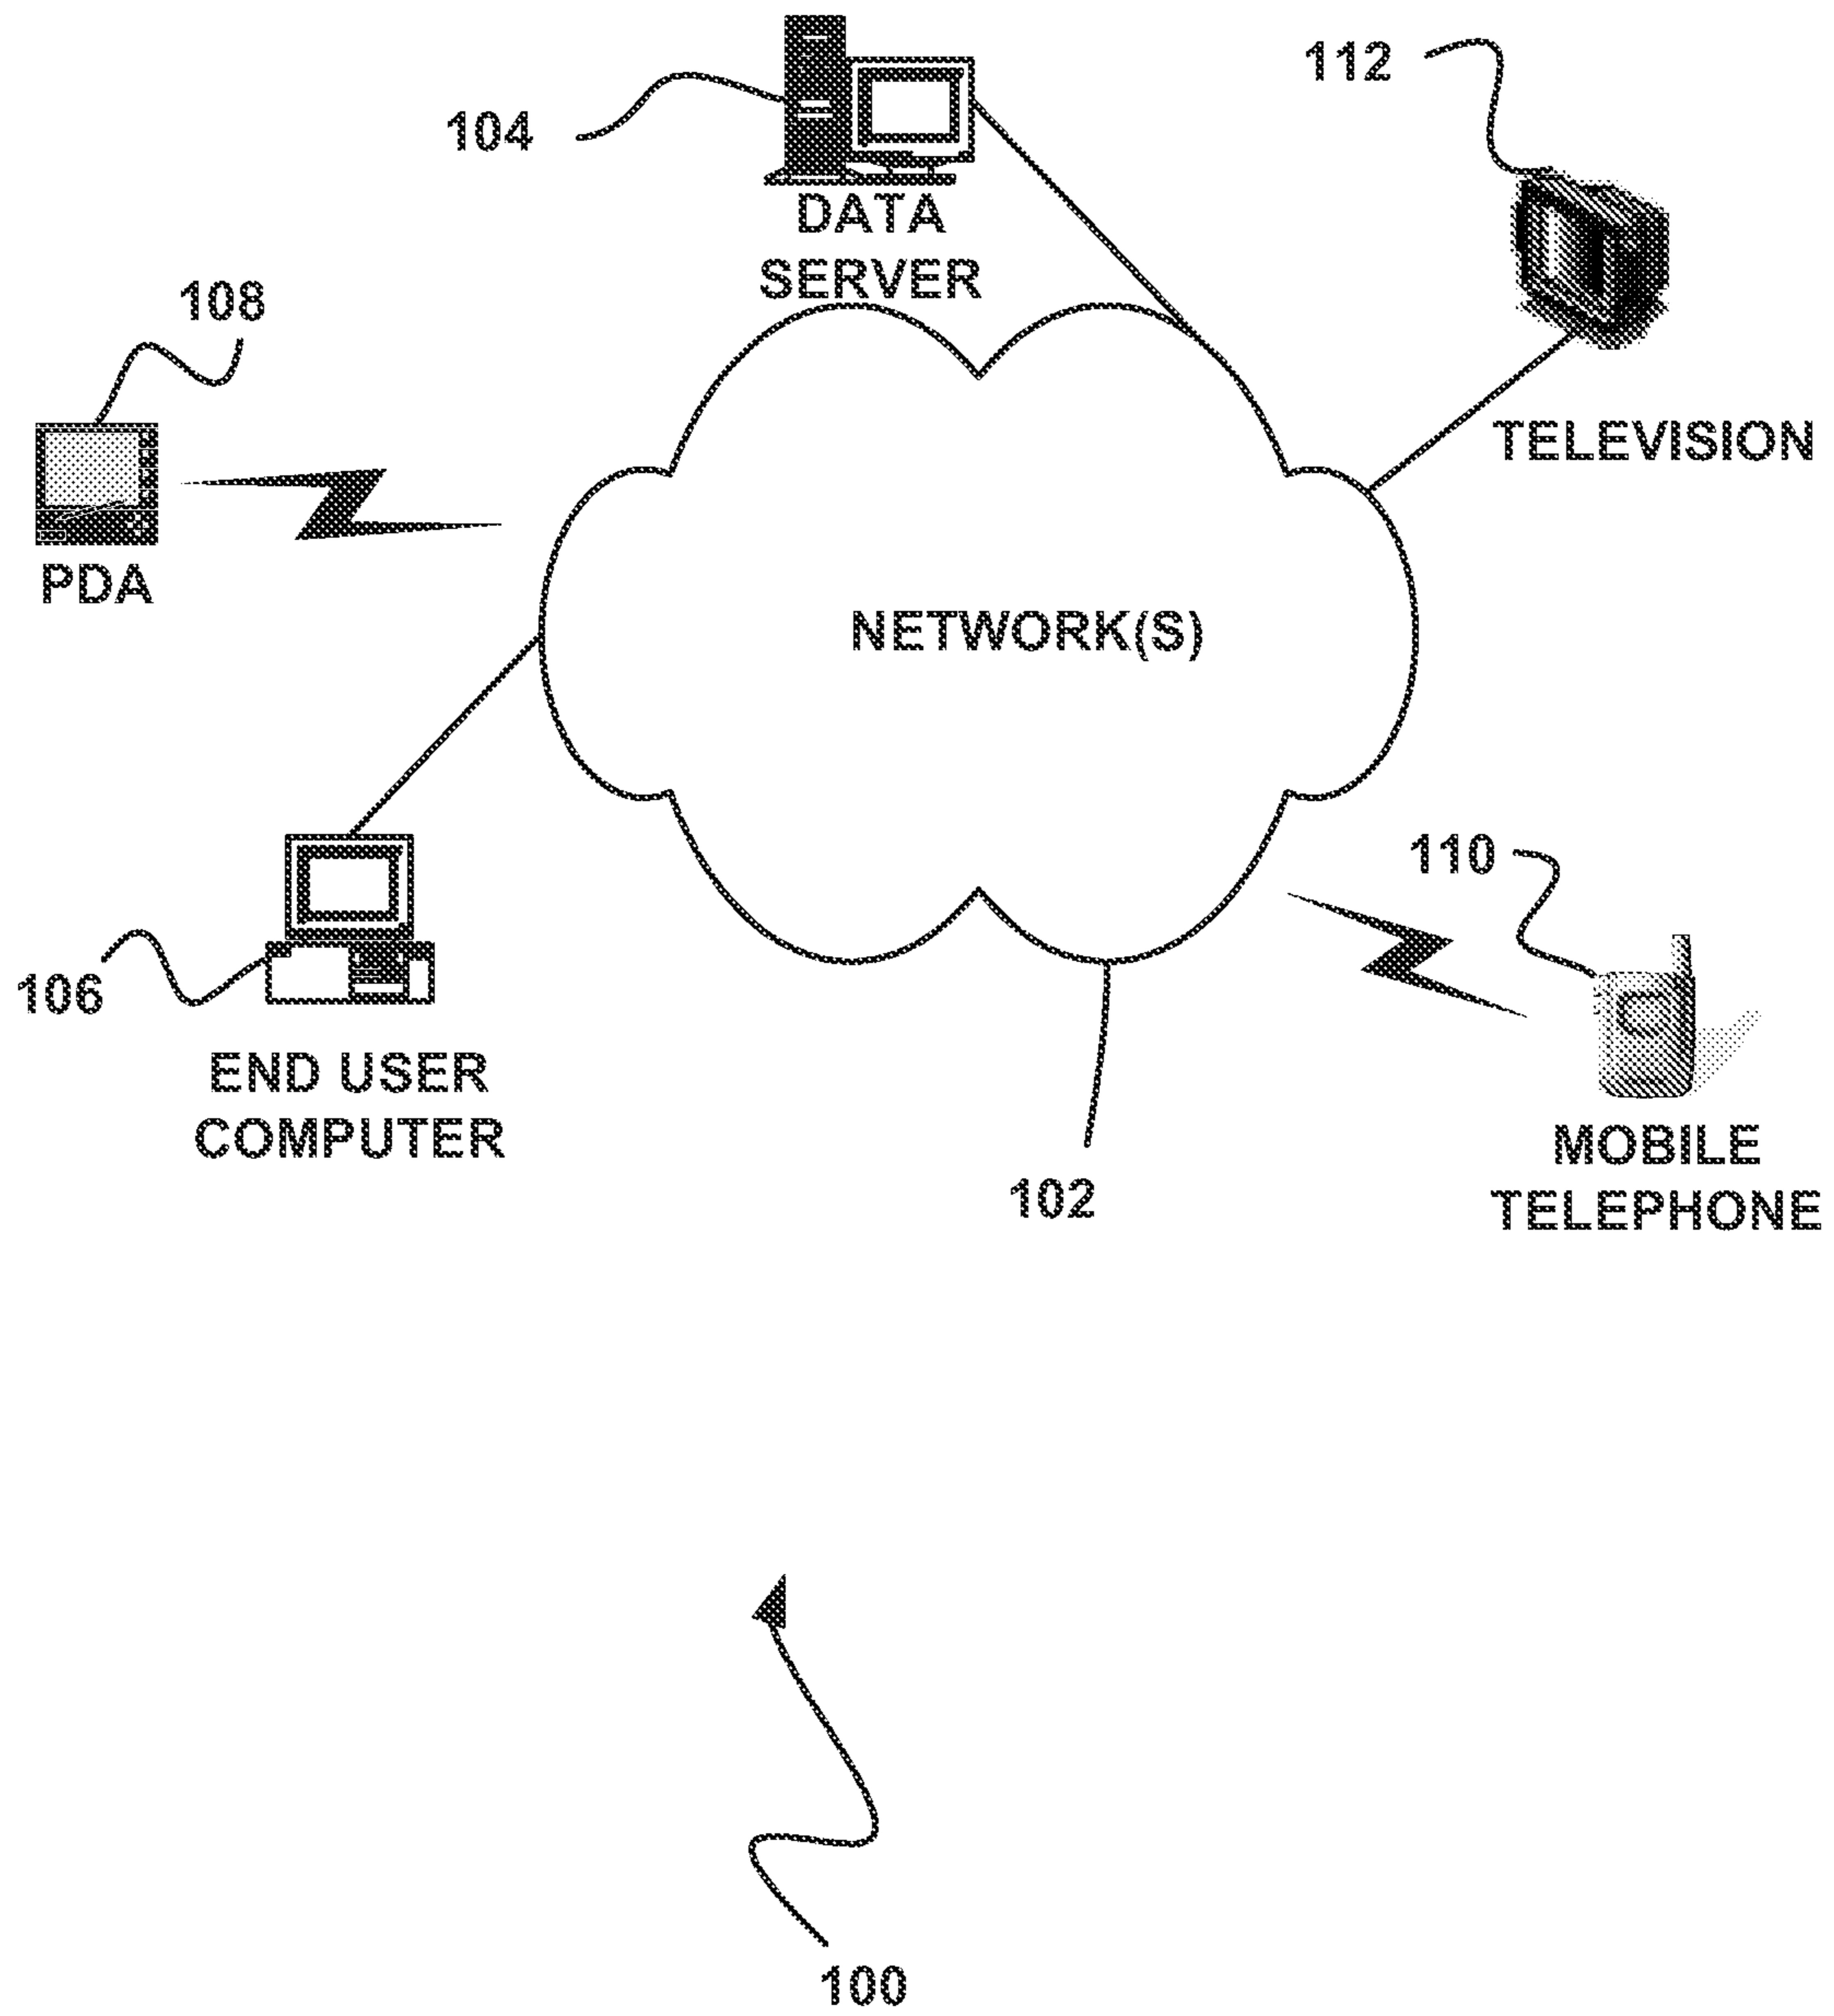 104
112
DATA
SERVER
108
TELEVISION
PDA
NETWORK(S)
110
106
END USER
COMPUTER
MOBILE
TELEPHONE
102
100